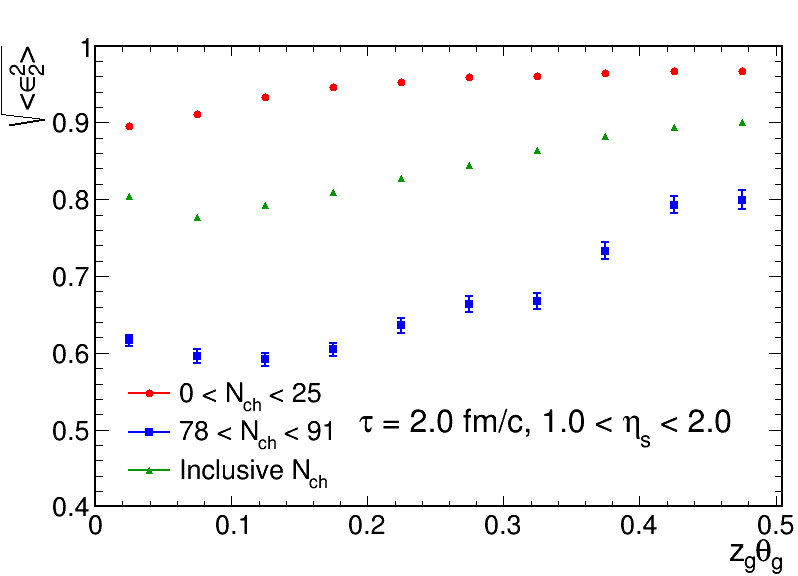 √<ϵ₂²>
1
0.9
0.8
0.7
0.6
0.5
0.4
0 < N_ch < 25
78 < N_ch < 91
Inclusive N_ch
τ = 2.0 fm/c, 1.0 < η_s < 2.0
0 0.1 0.2 0.3 0.4 0.5
z_gθ_g